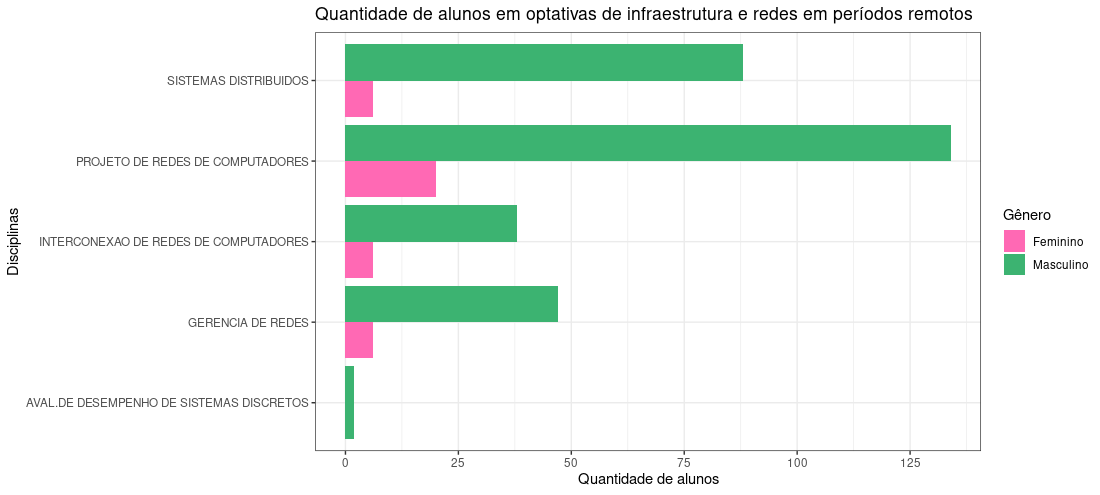 Quantidade de alunos em optativas de infraestrutura e redes em períodos remotos
Disciplinas
SISTEMAS DISTRIBUIDOS
PROJETO DE REDES DE COMPUTADORES
INTERCONEXAO DE REDES DE COMPUTADORES
GERENCIA DE REDES
AVAL.DE DESEMPENHO DE SISTEMAS DISCRETOS
0 25 50 75 100 125
Quantidade de alunos
Gênero
Feminino
Masculino